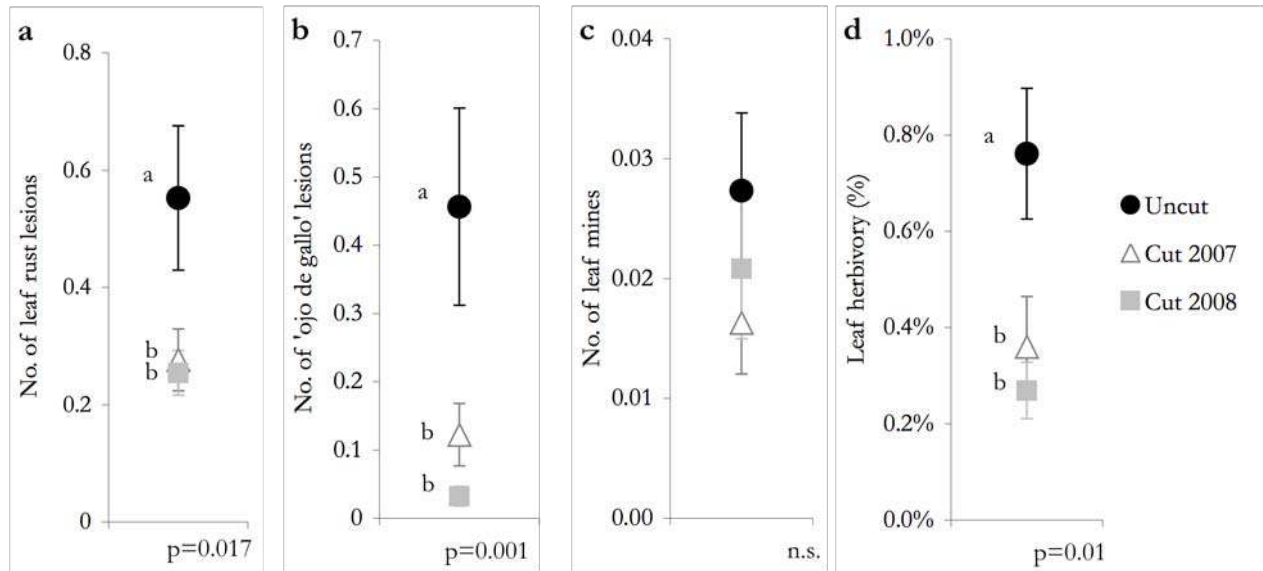 a
No. of leaf rust lesions
0.8
0.6
0.4
0.2
0
a
b
b
p=0.017
b
No. of 'ojo de gallo' lesions
0.7
0.6
0.5
0.4
0.3
0.2
0.1
0
a
b
b
p=0.001
c
No. of leaf mines
0.04
0.03
0.02
0.01
0.00
n.s.
d
Leaf herbivory (%)
1.0%
0.8%
0.6%
0.4%
0.2%
0.0%
a
b
b
p=0.01
Uncut
Cut 2007
Cut 2008